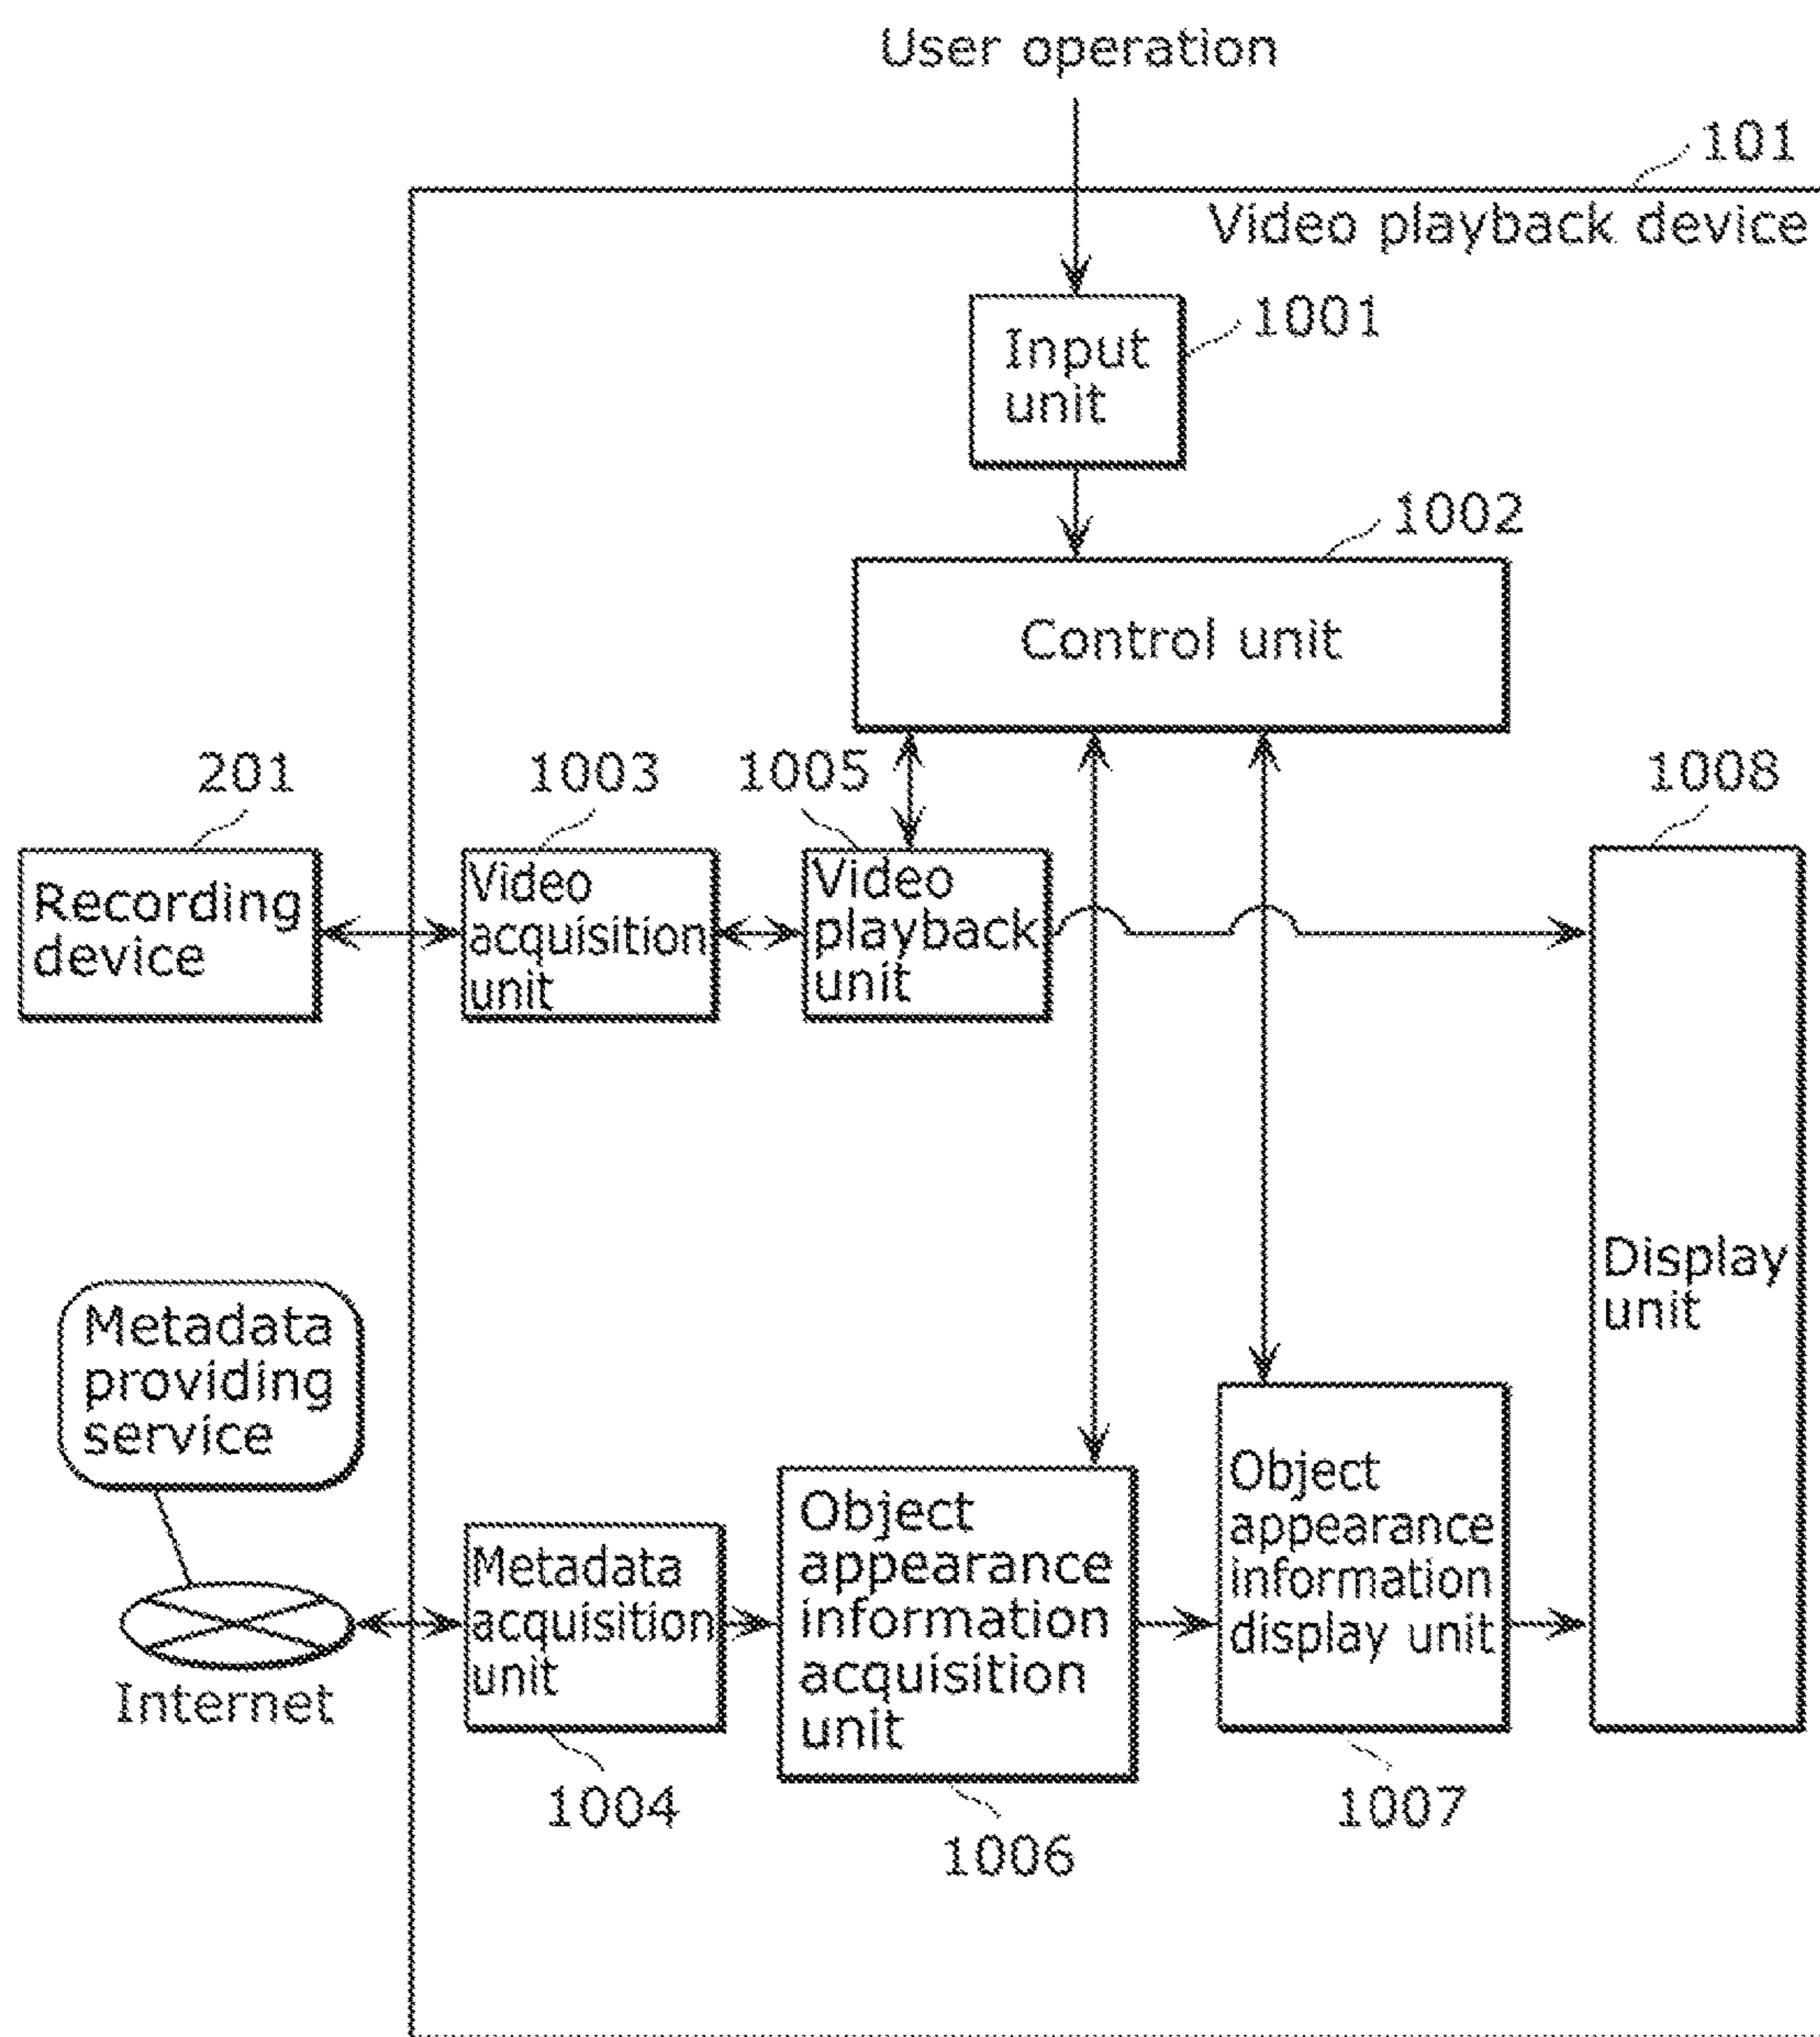 User operation
101
Video playback device
1001
Input
unit
1002
Control unit
201
1003
1005
1008
Recording
device
Video
acquisition
unit
Video
playback
unit
Display
unit
Metadata
providing
service
Internet
Metadata
acquisition
unit
Object
appearance
information
acquisition
unit
Object
appearance
information
display unit
1004
1006
1007